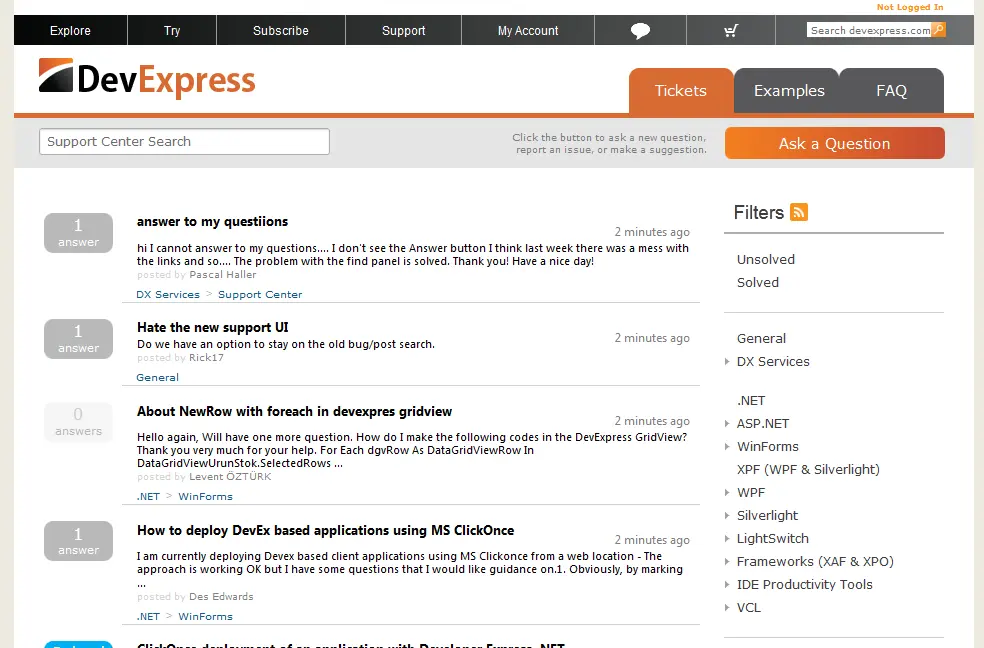 Not Logged In
Explore
Try
Subscribe
Support
My Account
Search devexpress.com
DevExpress
Tickets
Examples
FAQ
Support Center Search
Click the button to ask a new question,
report an issue, or make a suggestion.
Ask a Question
1
answer
answer to my questiions
2 minutes ago
hi I cannot answer to my questions.... I don't see the Answer button I think last week there was a mess with
the links and so.... The problem with the find panel is solved. Thank you! Have a nice day!
posted by Pascal Haller
DX Services > Support Center
1
answer
Hate the new support UI
2 minutes ago
Do we have an option to stay on the old bug/post search.
posted by Rick17
General
0
answers
About NewRow with foreach in devexpres gridview
2 minutes ago
Hello again, Will have one more question. How do I make the following codes in the DevExpress GridView?
Thank you very much for your help. For Each dgvRow As DataGridViewRow In
DataGridViewUrunStok.SelectedRows ...
posted by Levent ÖZTÜRK
.NET > WinForms
1
answer
How to deploy DevEx based applications using MS ClickOnce
2 minutes ago
I am currently deploying Devex based client applications using MS Clickonce from a web location - The
approach is working OK but I have some questions that I would like guidance on.1. Obviously, by marking
...
posted by Des Edwards
.NET > WinForms
ClickOnce deployment of an application with Developer Express .NET
Filters
Unsolved
Solved
General
DX Services
.NET
ASP.NET
WinForms
XPF (WPF & Silverlight)
WPF
Silverlight
LightSwitch
Frameworks (XAF & XPO)
IDE Productivity Tools
VCL